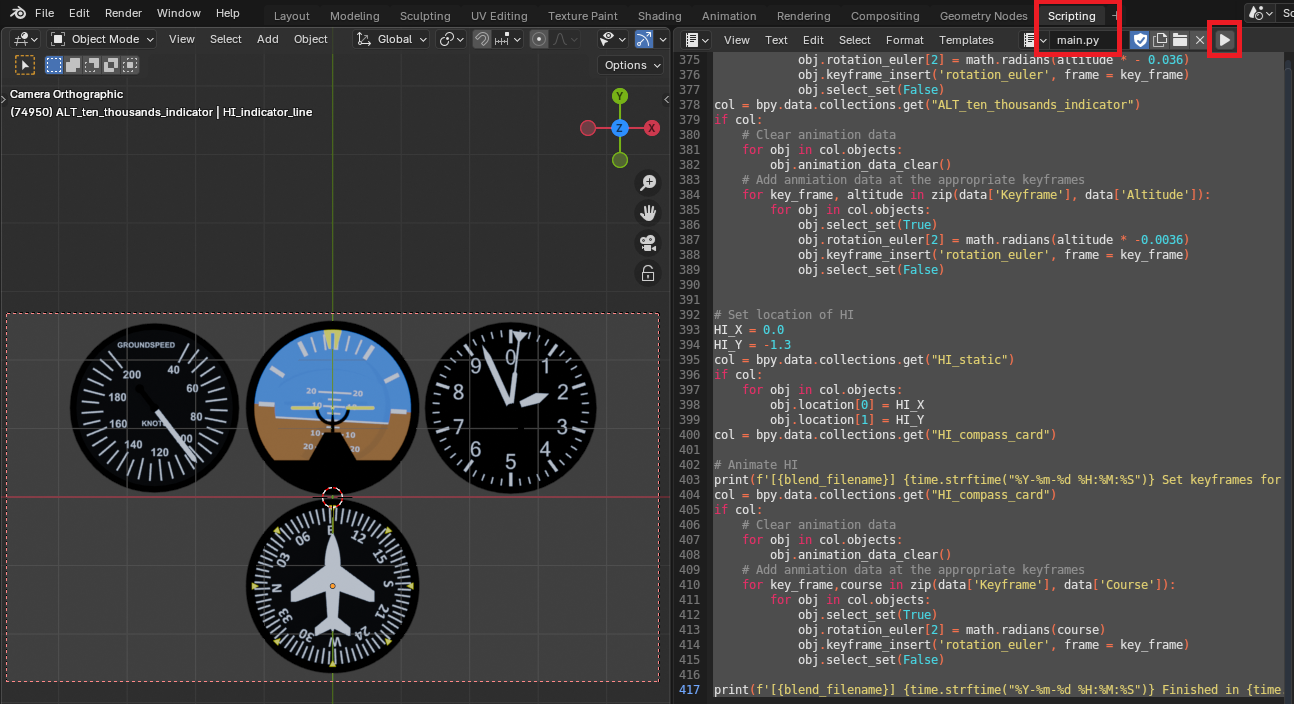 File Edit Render Window Help Layout Modeling Sculpting UV Editing Texture Paint Shading Animation Rendering Compositing Geometry Nodes Scripting + Sc
Object Mode View Select Add Object Global
View Text Edit Select Format Templates main.py
Options
Camera Orthographic
(74950) ALT_ten_thousands_indicator | HI_indicator_line
Y
Z
X
GROUNDSPEED
200
40
180
60
160
KNOTS
80
140
120
20 20
10
10 10
20 20
0
1
2
3
4
5
6
7
8
9
E
12
15
S
21
24
W
30
33
N
03
06
375 obj.rotation_euler[2] = math.radians(altitude * - 0.036)
376 obj.keyframe_insert('rotation_euler', frame = key_frame)
377 obj.select_set(False)
378 col = bpy.data.collections.get("ALT_ten_thousands_indicator")
379 if col:
380 # Clear animation data
381 for obj in col.objects:
382 obj.animation_data_clear()
383 # Add anmiation data at the appropriate keyframes
384 for key_frame, altitude in zip(data['Keyframe'], data['Altitude']):
385 for obj in col.objects:
386 obj.select_set(True)
387 obj.rotation_euler[2] = math.radians(altitude * -0.0036)
388 obj.keyframe_insert('rotation_euler', frame = key_frame)
389 obj.select_set(False)
390
391
392 # Set location of HI
393 HI_X = 0.0
394 HI_Y = -1.3
395 col = bpy.data.collections.get("HI_static")
396 if col:
397 for obj in col.objects:
398 obj.location[0] = HI_X
399 obj.location[1] = HI_Y
400 col = bpy.data.collections.get("HI_compass_card")
401
402 # Animate HI
403 print(f'[{blend_filename}] {time.strftime("%Y-%m-%d %H:%M:%S")} Set keyframes for
404 col = bpy.data.collections.get("HI_compass_card")
405 if col:
406 # Clear animation data
407 for obj in col.objects:
408 obj.animation_data_clear()
409 # Add anmiation data at the appropriate keyframes
410 for key_frame,course in zip(data['Keyframe'], data['Course']):
411 for obj in col.objects:
412 obj.select_set(True)
413 obj.rotation_euler[2] = math.radians(course)
414 obj.keyframe_insert('rotation_euler', frame = key_frame)
415 obj.select_set(False)
416
417 print(f'[{blend_filename}] {time.strftime("%Y-%m-%d %H:%M:%S")} Finished in {time.